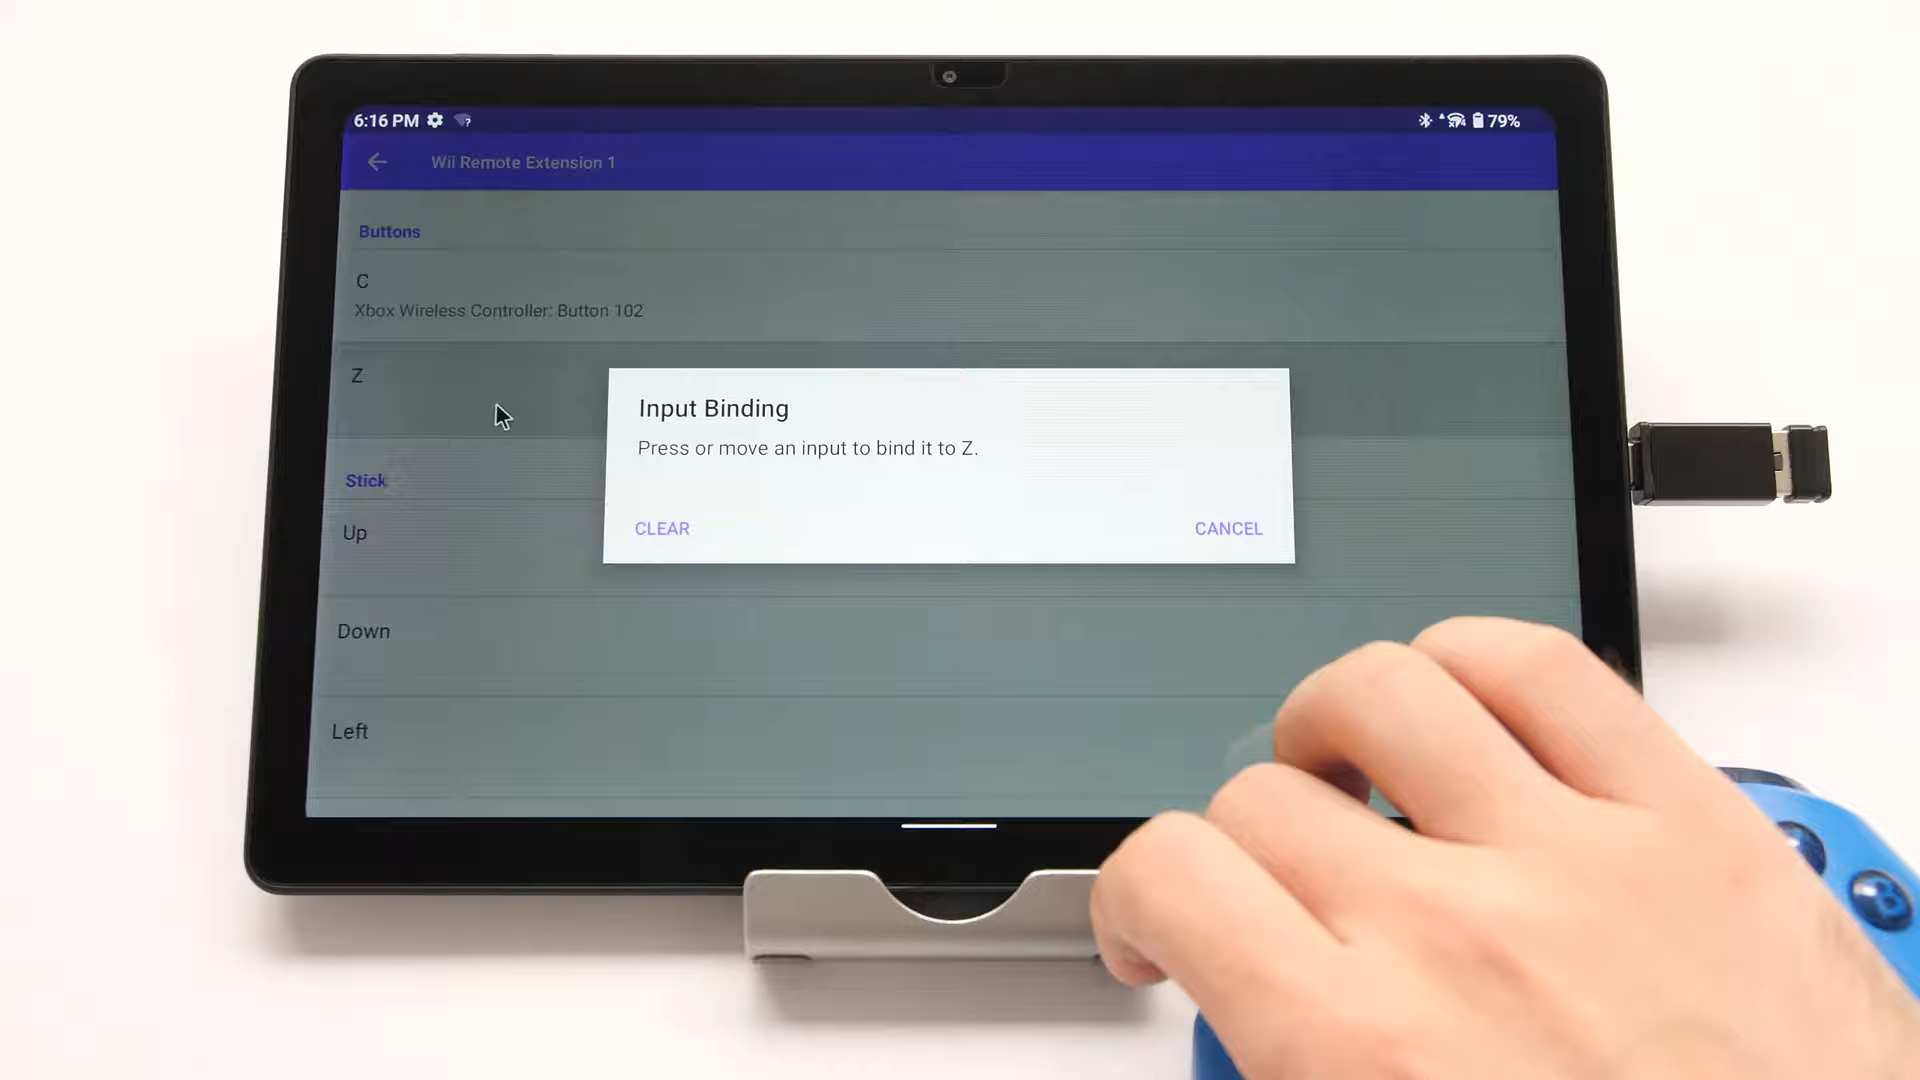 6:16 PM
79%
Wii Remote Extension 1
Buttons
C
Xbox Wireless Controller: Button 102
Z
Input Binding
Press or move an input to bind it to Z.
CLEAR
CANCEL
Stick
Up
Down
Left
B